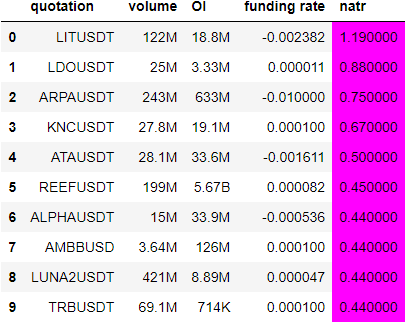 quotation volume OI funding rate natr
0 LITUSDT 122M 18.8M -0.002382 1.190000
1 LDOUSDT 25M 3.33M 0.000011 0.880000
2 ARPAUSDT 243M 633M -0.010000 0.750000
3 KNCUSDT 27.8M 19.1M 0.000100 0.670000
4 ATAUSDT 28.1M 33.6M -0.001611 0.500000
5 REEFUSDT 199M 5.67B 0.000082 0.450000
6 ALPHAUSDT 15M 33.9M -0.000536 0.440000
7 AMBBUSD 3.64M 126M 0.000100 0.440000
8 LUNA2USDT 421M 8.89M 0.000047 0.440000
9 TRBUSDT 69.1M 714K 0.000100 0.440000